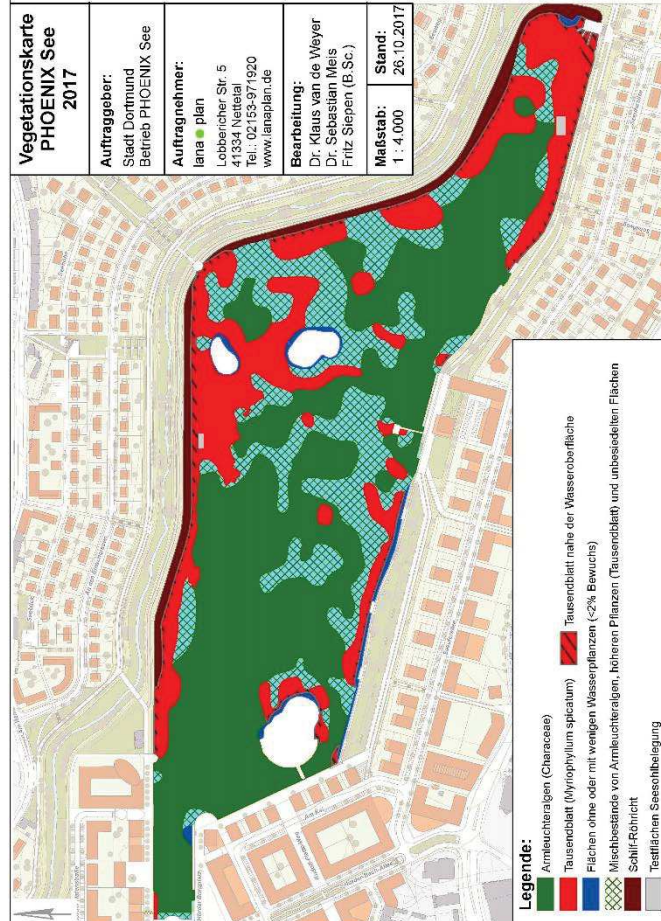 Vegetationskarte
PHOENIX See
2017
Auftraggeber:
Stadt Dortmund
Betrieb PHOENIX See
Auftragnehmer:
lana plan
Lobbericher Str. 5
41334 Nettetal
Tel.: 02153-971920
www.lanaplan.de
Bearbeitung:
Dr. Klaus van de Weyer
Dr. Sebastian Meis
Fritz Siepen (B.Sc.)
Maßstab:
1 : 4.000
Stand:
26.10.2017
Legende:
Armleuchteralgen (Characeae)
Tausendblatt (Myriophyllum spicatum)
Tausendblatt nahe der Wasseroberfläche
Flächen ohne oder mit wenigen Wasserpflanzen (<2% Bewuchs)
Mischbestände von Armleuchteralgen, höheren Pflanzen (Tausendblatt) und unbesiedelten Flächen
Schilf-Röhricht
Testflächen Seesohlbelegung
Am Kai